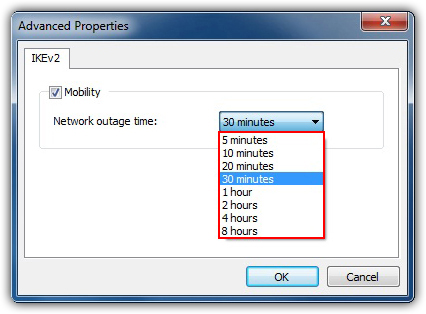 Advanced Properties
IKEv2
Mobility
Network outage time: 30 minutes
5 minutes
10 minutes
20 minutes
30 minutes
1 hour
2 hours
4 hours
8 hours
OK Cancel